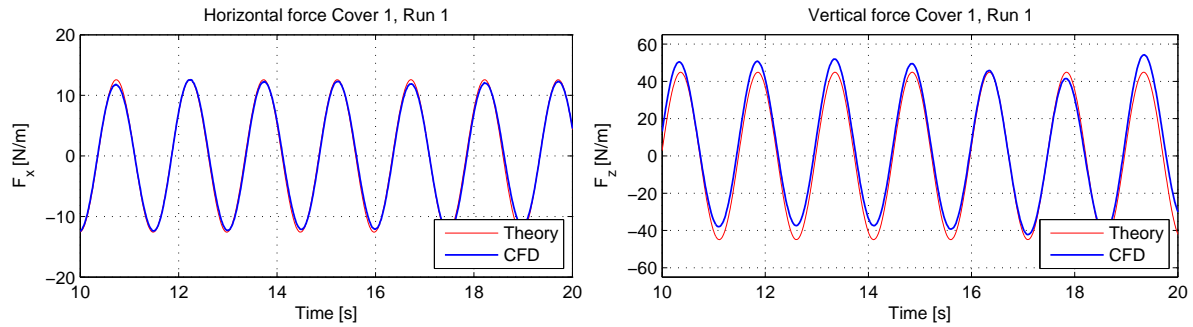 Horizontal force Cover 1, Run 1
20
10
0
−10
−20
F_x [N/m]
10 12 14 16 18 20
Time [s]
Theory
CFD
Vertical force Cover 1, Run 1
60
40
20
0
−20
−40
−60
F_z [N/m]
10 12 14 16 18 20
Time [s]
Theory
CFD